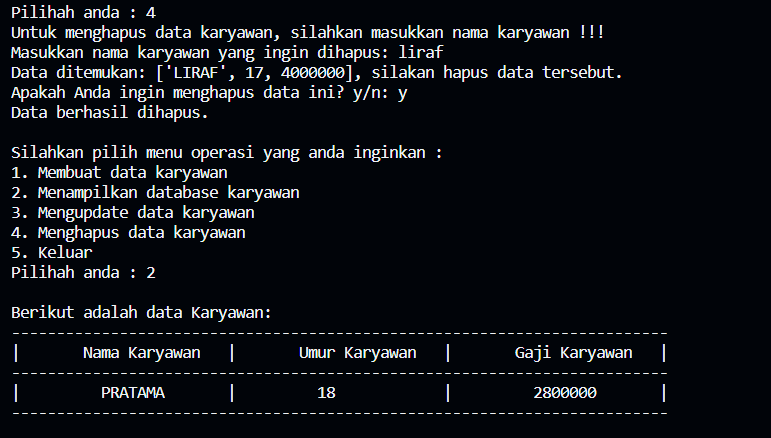 Pilihah anda : 4
Untuk menghapus data karyawan, silahkan masukkan nama karyawan !!!
Masukkan nama karyawan yang ingin dihapus: liraf
Data ditemukan: ['LIRAF', 17, 4000000], silakan hapus data tersebut.
Apakah Anda ingin menghapus data ini? y/n: y
Data berhasil dihapus.

Silahkan pilih menu operasi yang anda inginkan :
1. Membuat data karyawan
2. Menampilkan database karyawan
3. Mengupdate data karyawan
4. Menghapus data karyawan
5. Keluar
Pilihah anda : 2

Berikut adalah data Karyawan:
-------------------------------------------------------------------------
|       Nama Karyawan   |       Umur Karyawan   |       Gaji Karyawan   |
-------------------------------------------------------------------------
|         PRATAMA       |         18            |         2800000       |
-------------------------------------------------------------------------